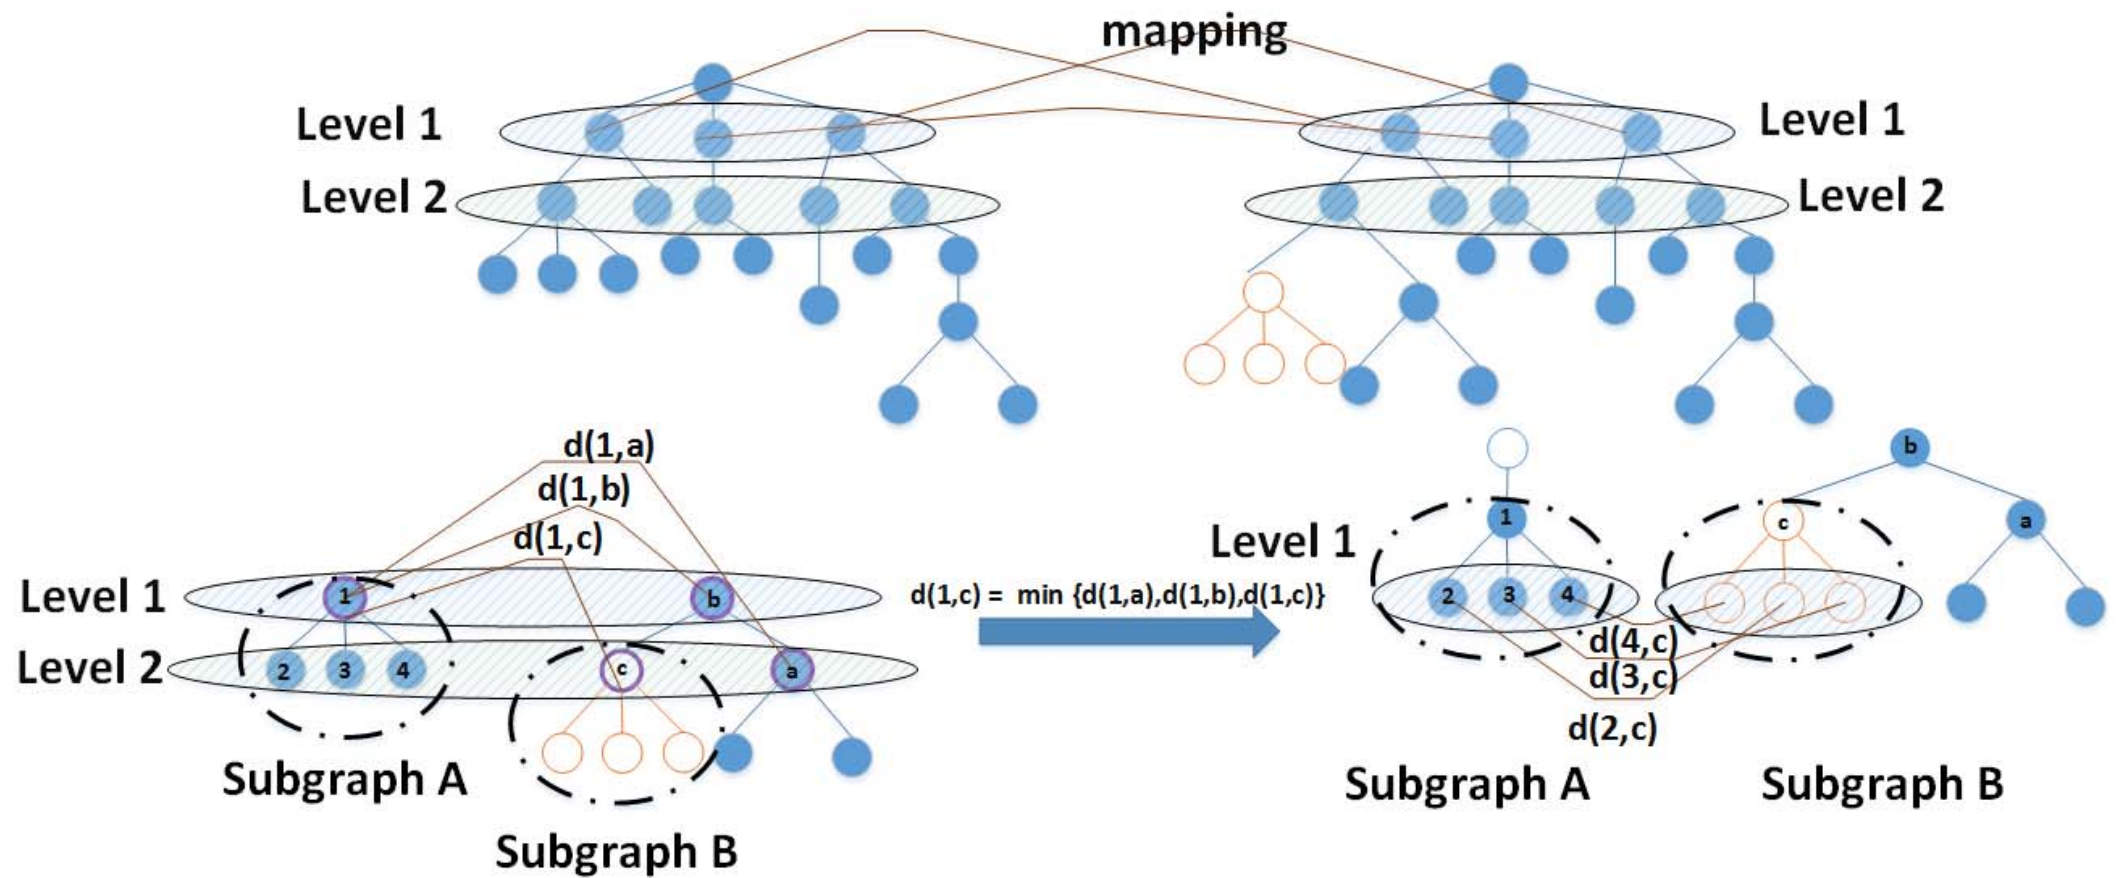 mapping
Level 1
Level 1
Level 2
Level 2
d(1,a)
d(1,b)
d(1,c)
Level 1
1
b
Level 2
2
3
4
c
a
Subgraph A
Subgraph B
d(1,c) = min {d(1,a),d(1,b),d(1,c)}
b
1
c
a
Level 1
2
3
4
d(4,c)
d(3,c)
d(2,c)
Subgraph A
Subgraph B